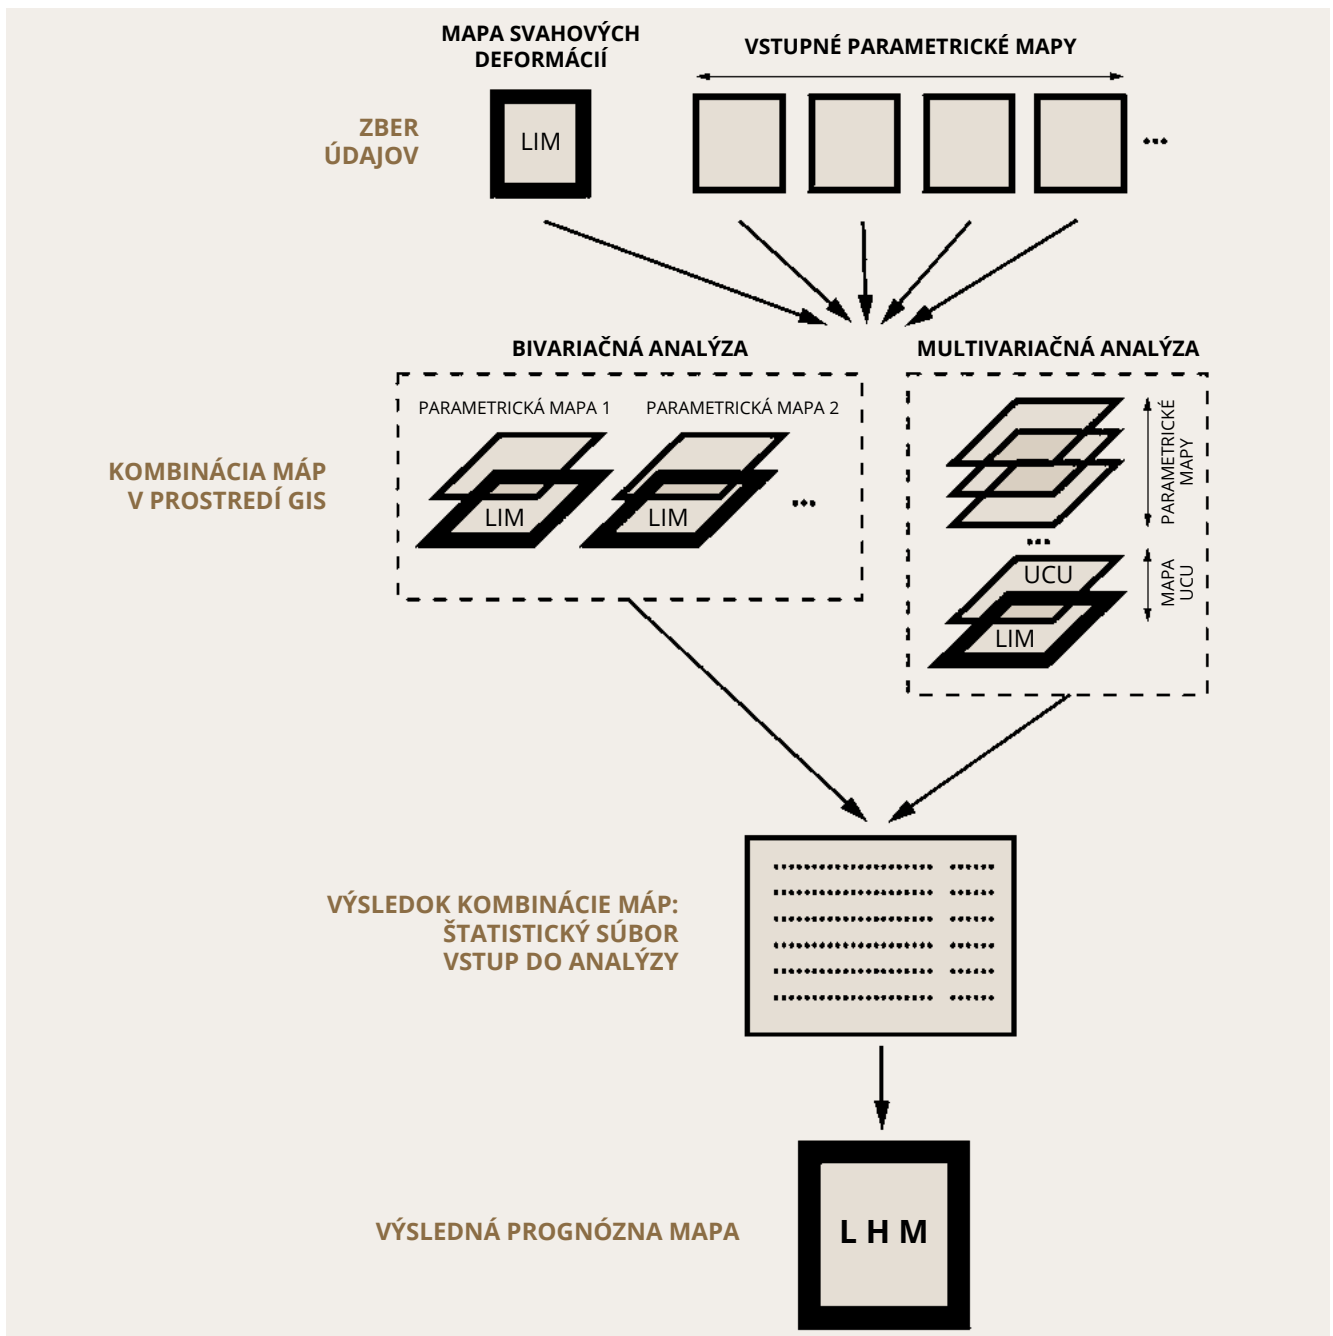 MAPA SVAHOVÝCH
DEFORMÁCIÍ
VSTUPNÉ PARAMETRICKÉ MAPY
ZBER
ÚDAJOV
LIM
...
BIVARIAČNÁ ANALÝZA
MULTIVARIAČNÁ ANALÝZA
PARAMETRICKÁ MAPA 1
PARAMETRICKÁ MAPA 2
KOMBINÁCIA MÁP
V PROSTREDÍ GIS
LIM
LIM
...
PARAMETRICKÉ
MAPY
...
UCU
LIM
MAPA
UCU
VÝSLEDOK KOMBINÁCIE MÁP:
ŠTATISTICKÝ SÚBOR
VSTUP DO ANALÝZY
VÝSLEDNÁ PROGNÓZNA MAPA
L H M